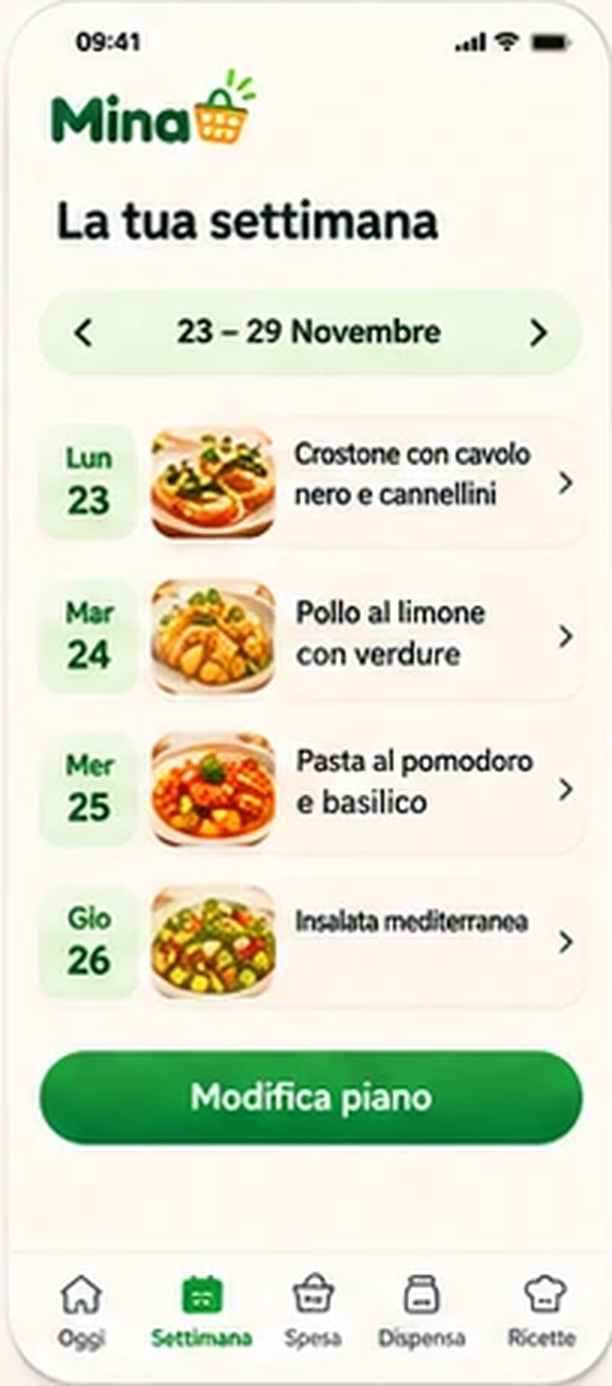 09:41
Mina
La tua settimana
23 – 29 Novembre
Lun
23
Crostone con cavolo
nero e cannellini
Mar
24
Pollo al limone
con verdure
Mer
25
Pasta al pomodoro
e basilico
Gio
26
Insalata mediterranea
Modifica piano
Oggi
Settimana
Spesa
Dispensa
Ricette